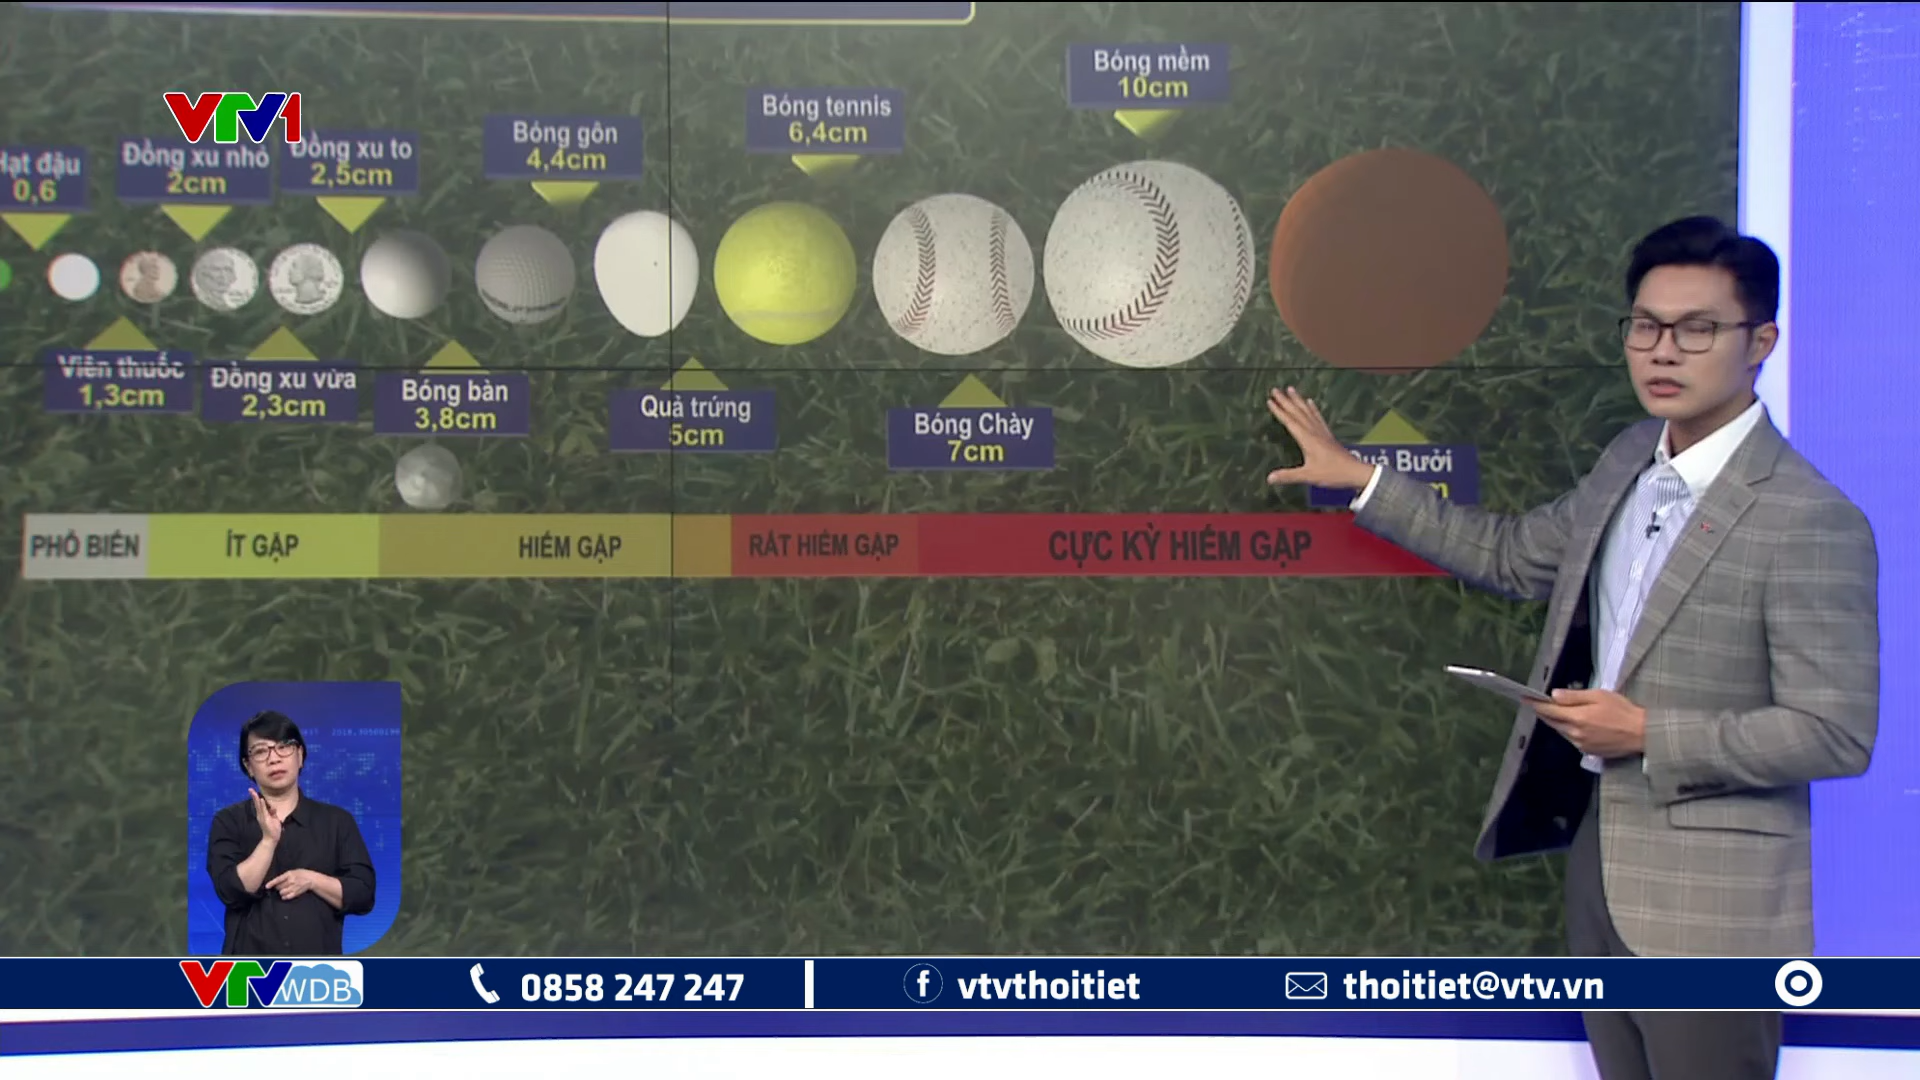 VTV1
Hạt đậu
0,6
Đồng xu nhỏ
2cm
Đồng xu to
2,5cm
Bóng gôn
4,4cm
Bóng tennis
6,4cm
Bóng mềm
10cm
Viên thuốc
1,3cm
Đồng xu vừa
2,3cm
Bóng bàn
3,8cm
Quả trứng
5cm
Bóng Chày
7cm
Quả Bưởi
PHỔ BIẾN
ÍT GẶP
HIẾM GẶP
RẤT HIẾM GẶP
CỰC KỲ HIẾM GẶP
VTV WDB
0858 247 247
vtvthoitiet
thoitiet@vtv.vn